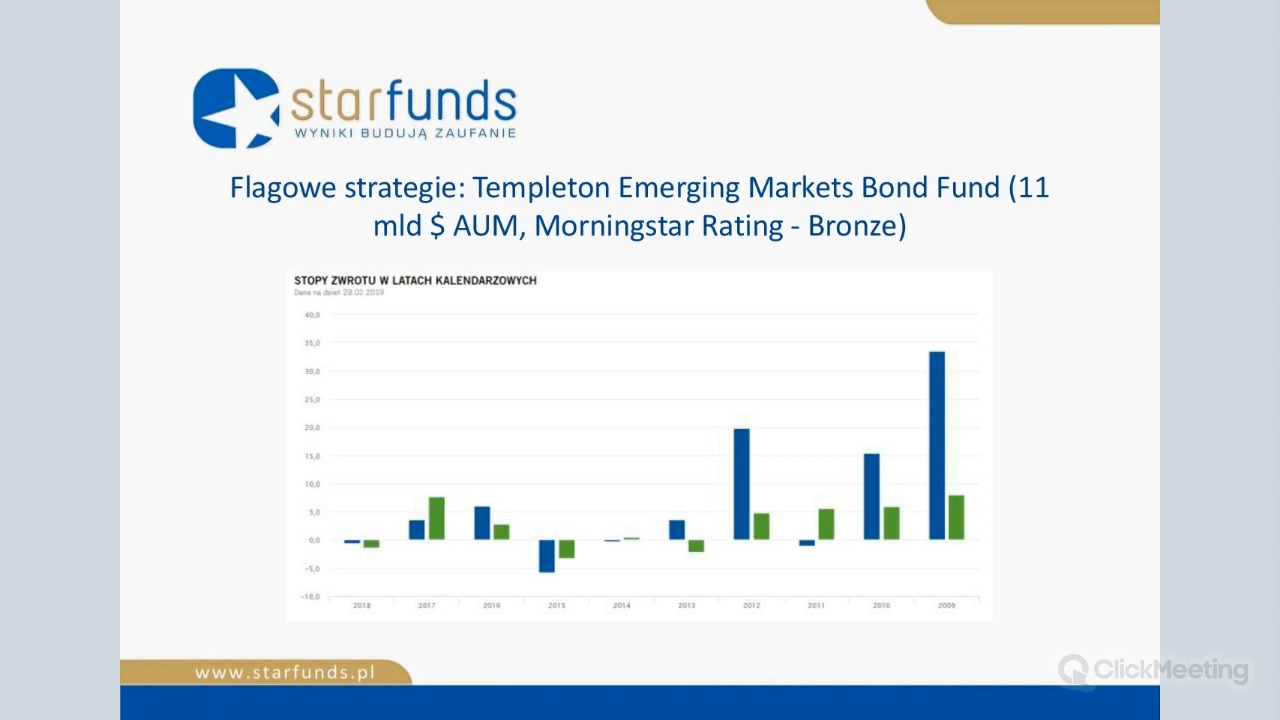 starfunds
WYNIKI BUDUJĄ ZAUFANIE
Flagowe strategie: Templeton Emerging Markets Bond Fund (11
mld $ AUM, Morningstar Rating - Bronze)
STOPY ZWROTU W LATACH KALENDARZOWYCH
Dane na dzień 28.02.2019
40,0
35,0
30,0
25,0
20,0
15,0
10,0
5,0
0,0
-5,0
-10,0
2018 2017 2016 2015 2014 2013 2012 2011 2010 2009
www.starfunds.pl
ClickMeeting